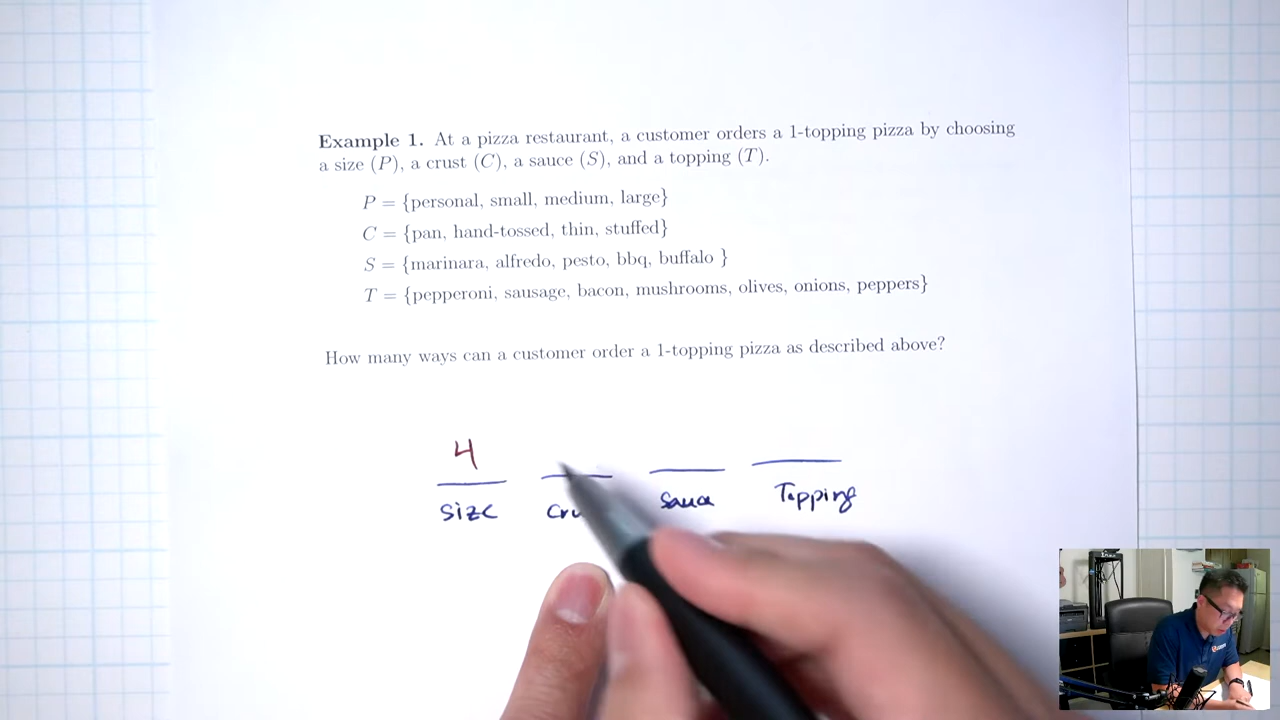 Example 1. At a pizza restaurant, a customer orders a 1-topping pizza by choosing
a size (P), a crust (C), a sauce (S), and a topping (T).
P = {personal, small, medium, large}
C = {pan, hand-tossed, thin, stuffed}
S = {marinara, alfredo, pesto, bbq, buffalo }
T = {pepperoni, sausage, bacon, mushrooms, olives, onions, peppers}
How many ways can a customer order a 1-topping pizza as described above?
4
size sauce Topping